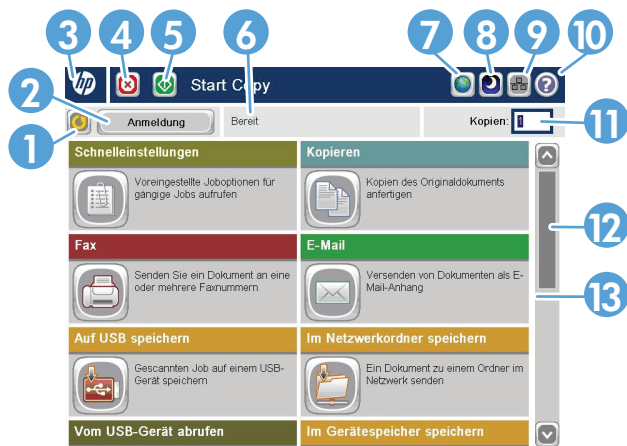 3 4 5 6 7 8 9 10
hp Start Copy ?
2 Anmeldung Bereit Kopien: 1 11
1
Schnelleinstellungen
Voreingestellte Joboptionen für
gängige Jobs aufrufen
Kopieren
Kopien des Originaldokuments
anfertigen
12
Fax
Senden Sie ein Dokument an eine
oder mehrere Faxnummern
E-Mail
Versenden von Dokumenten als E-
Mail-Anhang
13
Auf USB speichern
Gescannten Job auf einem USB-
Gerät speichern
Im Netzwerkordner speichern
Ein Dokument zu einem Ordner im
Netzwerk senden
Vom USB-Gerät abrufen
Im Gerätespeicher speichern